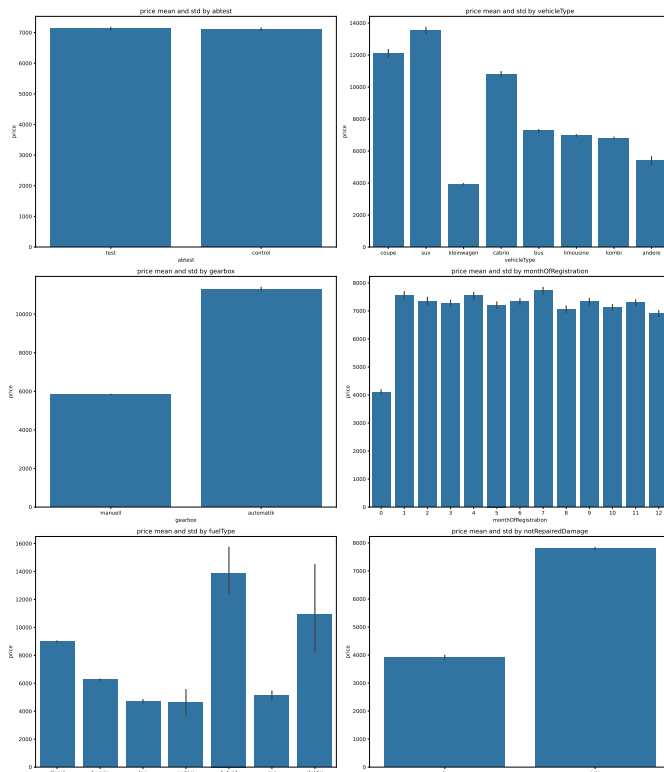 price mean and std by abtest
7000
6000
5000
4000
3000
2000
1000
0
price
test control
abtest
price mean and std by vehicleType
14000
12000
10000
8000
6000
4000
2000
0
price
coupe suv kleinwagen cabrio bus limousine kombi andere
vehicleType
price mean and std by gearbox
10000
8000
6000
4000
2000
0
price
manuell automatik
gearbox
price mean and std by monthOfRegistration
8000
7000
6000
5000
4000
3000
2000
1000
0
price
0 1 2 3 4 5 6 7 8 9 10 11 12
monthOfRegistration
price mean and std by fuelType
16000
14000
12000
10000
8000
6000
4000
2000
0
price
price mean and std by notRepairedDamage
8000
7000
6000
5000
4000
3000
2000
1000
0
price